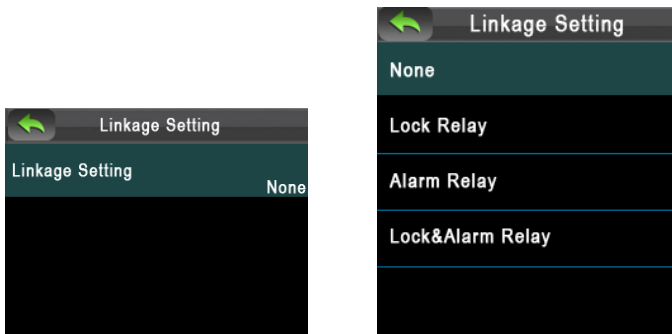 Linkage Setting
Linkage Setting
None
Linkage Setting
None
Lock Relay
Alarm Relay
Lock&Alarm Relay